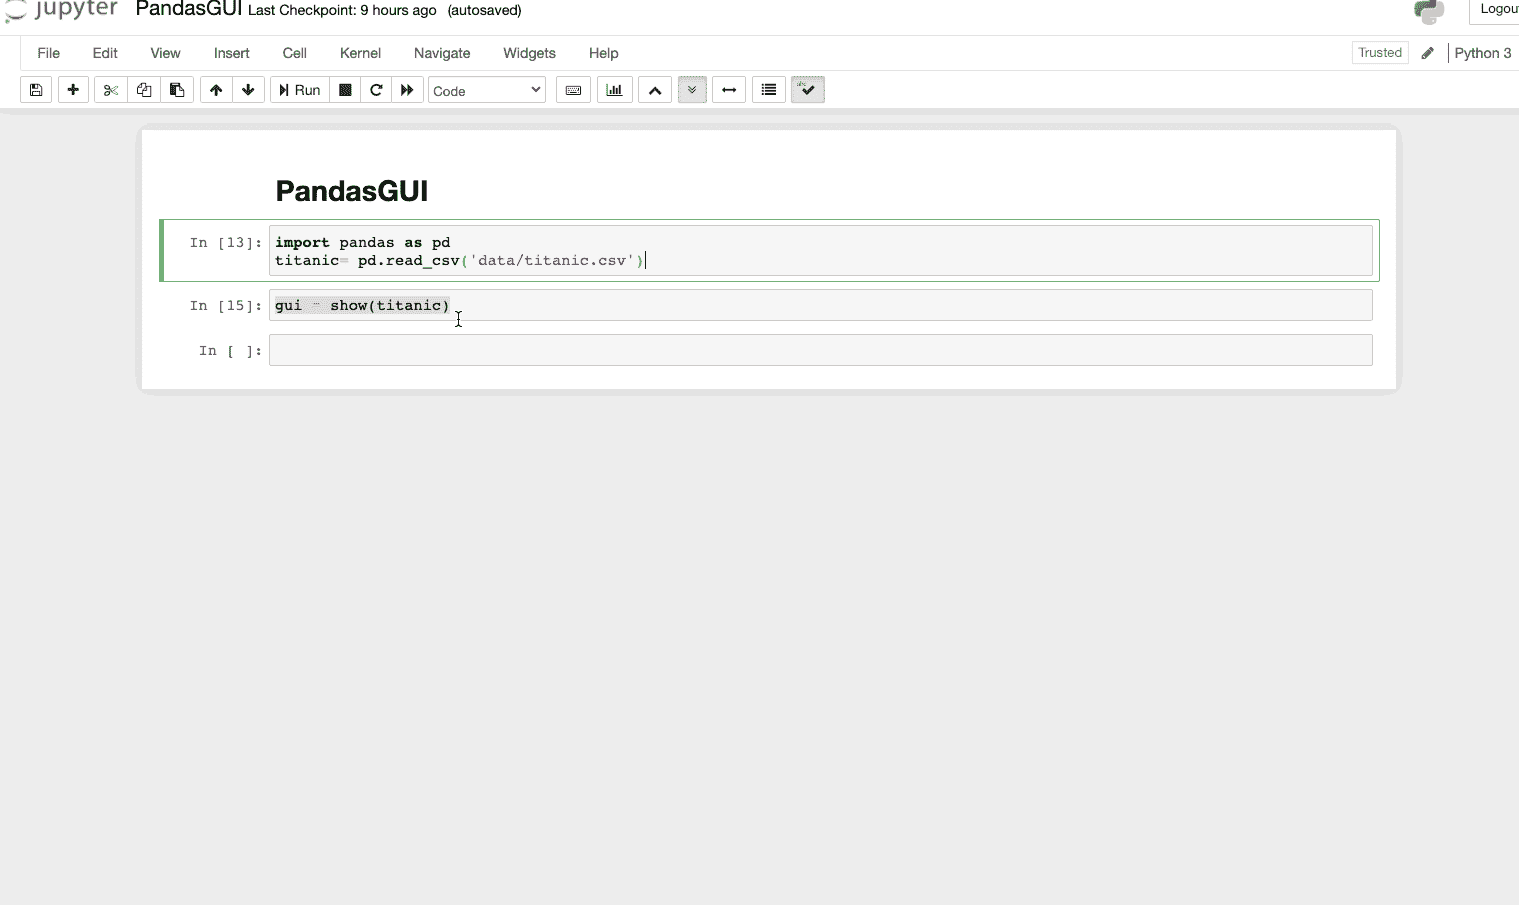 jupyter PandasGUI Last Checkpoint: 9 hours ago (autosaved)
Logou
File Edit View Insert Cell Kernel Navigate Widgets Help
Trusted Python 3
Run Code
PandasGUI
In [13]: import pandas as pd
titanic= pd.read_csv('data/titanic.csv')
In [15]: gui = show(titanic)
In [ ]: